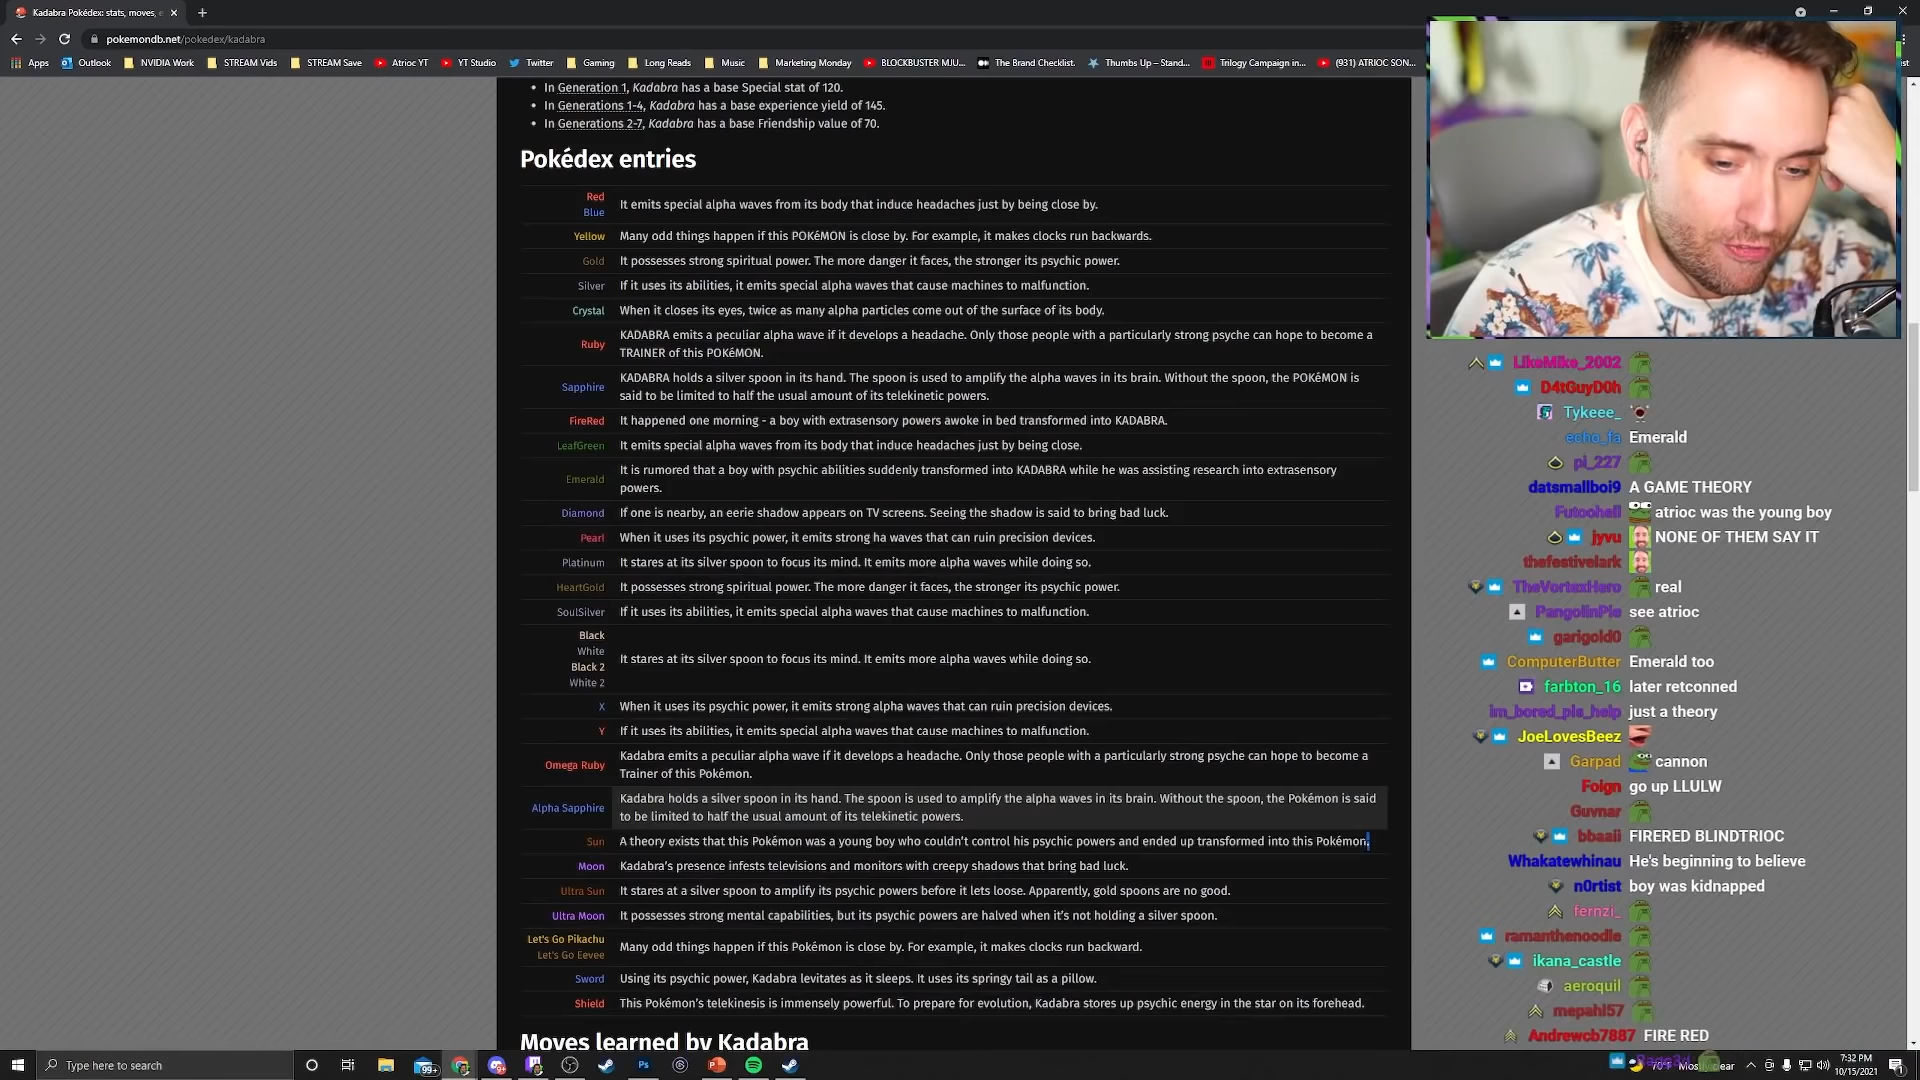 Kadabra Pokédex: stats, moves, e
pokemondb.net/pokedex/kadabra
Apps
Outlook
NVIDIA Work
STREAM Vids
STREAM Save
Atrioc YT
YT Studio
Twitter
Gaming
Long Reads
Music
Marketing Monday
BLOCKBUSTER MJU...
The Brand Checklist.
Thumbs Up – Stand...
Trilogy Campaign in...
(931) ATRIOC SON...
In Generation 1, Kadabra has a base Special stat of 120.
In Generations 1-4, Kadabra has a base experience yield of 145.
In Generations 2-7, Kadabra has a base Friendship value of 70.
Pokédex entries
Red
Blue
It emits special alpha waves from its body that induce headaches just by being close by.
Yellow
Many odd things happen if this POKéMON is close by. For example, it makes clocks run backwards.
Gold
It possesses strong spiritual power. The more danger it faces, the stronger its psychic power.
Silver
If it uses its abilities, it emits special alpha waves that cause machines to malfunction.
Crystal
When it closes its eyes, twice as many alpha particles come out of the surface of its body.
Ruby
KADABRA emits a peculiar alpha wave if it develops a headache. Only those people with a particularly strong psyche can hope to become a
TRAINER of this POKéMON.
Sapphire
KADABRA holds a silver spoon in its hand. The spoon is used to amplify the alpha waves in its brain. Without the spoon, the POKéMON is
said to be limited to half the usual amount of its telekinetic powers.
FireRed
It happened one morning - a boy with extrasensory powers awoke in bed transformed into KADABRA.
LeafGreen
It emits special alpha waves from its body that induce headaches just by being close.
Emerald
It is rumored that a boy with psychic abilities suddenly transformed into KADABRA while he was assisting research into extrasensory
powers.
Diamond
If one is nearby, an eerie shadow appears on TV screens. Seeing the shadow is said to bring bad luck.
Pearl
When it uses its psychic power, it emits strong ha waves that can ruin precision devices.
Platinum
It stares at its silver spoon to focus its mind. It emits more alpha waves while doing so.
HeartGold
It possesses strong spiritual power. The more danger it faces, the stronger its psychic power.
SoulSilver
If it uses its abilities, it emits special alpha waves that cause machines to malfunction.
Black
White
Black 2
White 2
It stares at its silver spoon to focus its mind. It emits more alpha waves while doing so.
X
When it uses its psychic power, it emits strong alpha waves that can ruin precision devices.
Y
If it uses its abilities, it emits special alpha waves that cause machines to malfunction.
Omega Ruby
Kadabra emits a peculiar alpha wave if it develops a headache. Only those people with a particularly strong psyche can hope to become a
Trainer of this Pokémon.
Alpha Sapphire
Kadabra holds a silver spoon in its hand. The spoon is used to amplify the alpha waves in its brain. Without the spoon, the Pokémon is said
to be limited to half the usual amount of its telekinetic powers.
Sun
A theory exists that this Pokémon was a young boy who couldn't control his psychic powers and ended up transformed into this Pokémon.
Moon
Kadabra's presence infests televisions and monitors with creepy shadows that bring bad luck.
Ultra Sun
It stares at a silver spoon to amplify its psychic powers before it lets loose. Apparently, gold spoons are no good.
Ultra Moon
It possesses strong mental capabilities, but its psychic powers are halved when it's not holding a silver spoon.
Let's Go Pikachu
Let's Go Eevee
Many odd things happen if this Pokémon is close by. For example, it makes clocks run backward.
Sword
Using its psychic power, Kadabra levitates as it sleeps. It uses its springy tail as a pillow.
Shield
This Pokémon's telekinesis is immensely powerful. To prepare for evolution, Kadabra stores up psychic energy in the star on its forehead.
Moves learned by Kadabra
LikeMike_2002
D4tGuyD0h
Tykeee_
echo_fa Emerald
pi_227
datsmallboi9 A GAME THEORY
Futoohell atrioc was the young boy
jyvu NONE OF THEM SAY IT
thefestivelark
TheVortexHero real
PangolinPie see atrioc
garigold0
ComputerButter Emerald too
farbton_16 later retconned
im_bored_pls_help just a theory
JoeLovesBeez
Garpad cannon
Foign go up LLULW
Guvnar
bbaaii FIRERED BLINDTRIOC
Whakatewhinau He's beginning to believe
n0rtist boy was kidnapped
fernzi_
ramanthenoodle
ikana_castle
aeroquil
mepahl57
Andrewcb7887 FIRE RED
Type here to search
99+
70°F Mostly clear
7:32 PM
10/15/2021